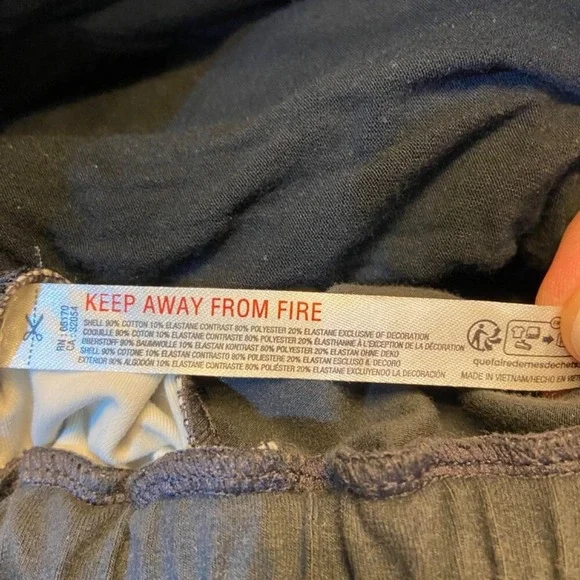 RN 106170
CA - 32054
KEEP AWAY FROM FIRE
SHELL 90% COTTON 10% ELASTANE CONTRAST 80% POLYESTER 20% ELASTANE EXCLUSIVE OF DECORATION
COQUILLE 90% COTON 10% ÉLASTHANNE CONTRASTE 80% POLYESTER 20% ÉLASTHANNE À L'EXCEPTION DE LA DÉCORATION
OBERSTOFF 90% BAUMWOLLE 10% ELASTAN KONTRAST 80% POLYESTER 20% ELASTAN OHNE DEKO
SHELL 90% COTONE 10% ELASTAN CONTRASTE 80% POLIESTERE 20% ELASTAN ESCLUSO IL DECORO
EXTERIOR 90% ALGODÓN 10% ELASTANO CONTRASTE 80% POLIÉSTER 20% ELASTANO EXCLUYENDO LA DECORACIÓN
quefairedemesdechets
MADE IN VIETNAM/HECHO EN